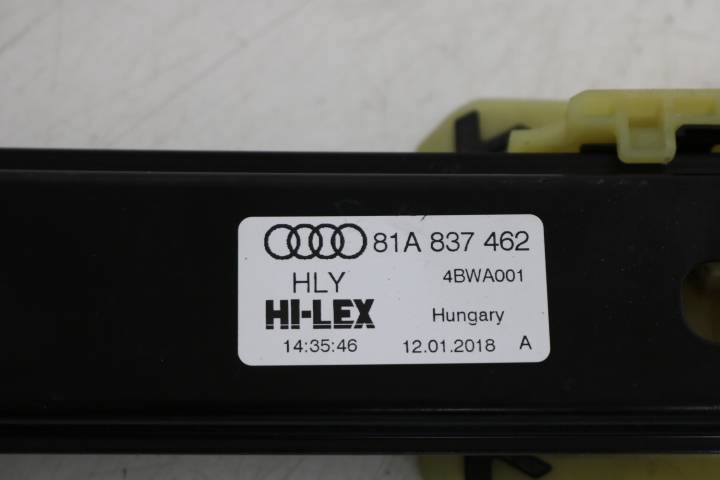 81A 837 462
HLY 4BWA001
HI-LEX Hungary
14:35:46 12.01.2018 A